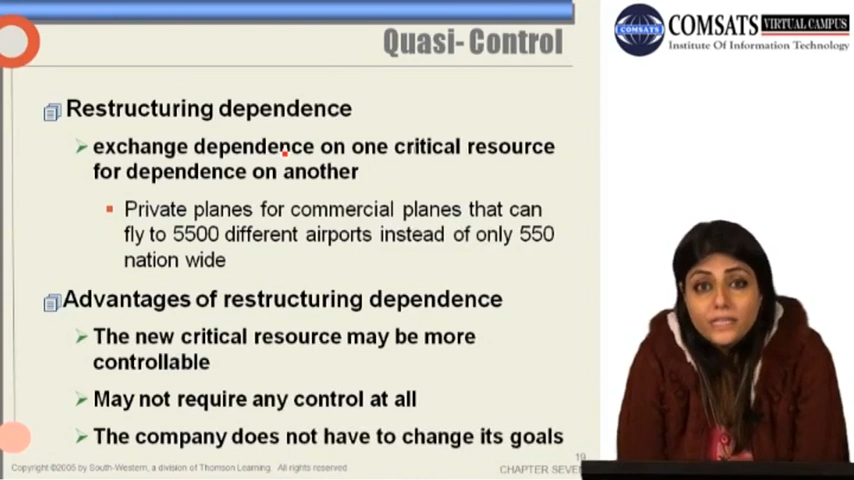 Quasi- Control
COMSATS VIRTUAL CAMPUS
Institute Of Information Technology
COMSATS
Restructuring dependence
exchange dependence on one critical resource
for dependence on another
Private planes for commercial planes that can
fly to 5500 different airports instead of only 550
nation wide
Advantages of restructuring dependence
The new critical resource may be more
controllable
May not require any control at all
The company does not have to change its goals
19
Copyright ©2005 by South-Western, a division of Thomson Learning. All rights reserved
CHAPTER SEVEN